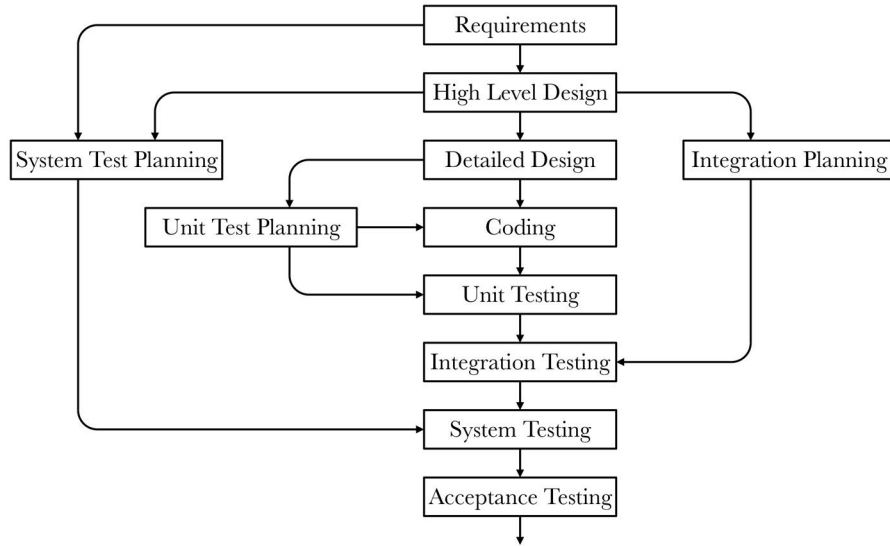 Requirements
High Level Design
System Test Planning
Detailed Design
Integration Planning
Unit Test Planning
Coding
Unit Testing
Integration Testing
System Testing
Acceptance Testing